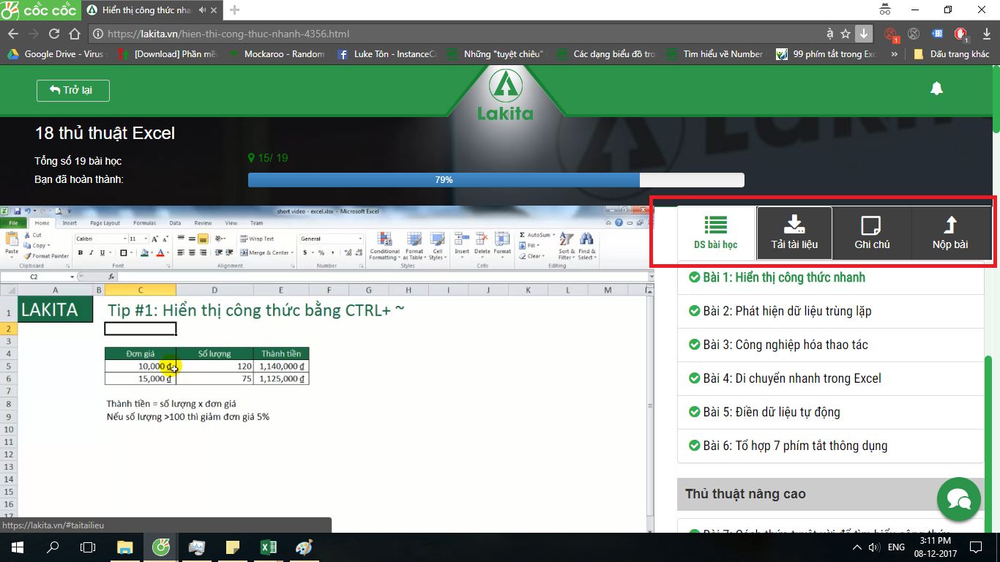 cốc cốc
Hiển thị công thức nha
https://lakita.vn/hien-thi-cong-thuc-nhanh-4356.html
Google Drive - Virus
[Download] Phần mề
Mockaroo - Random
Luke Tôn - InstanceCa
Những "tuyệt chiêu"
Các dạng biểu đồ tro
Tìm hiểu về Number
99 phím tắt trong Exc
Dấu trang khác
Trở lại
Lakita
18 thủ thuật Excel
Tổng số 19 bài học
15/ 19
Bạn đã hoàn thành:
79%
short video - excel.xlsx - Microsoft Excel
File Home Insert Page Layout Formulas Data Review View Team
Paste
Cut
Copy
Format Painter
Clipboard
Calibri 11
B I U
Font
Wrap Text
Merge & Center
Alignment
General
$ % ,
Number
Conditional Formatting
Format as Table
Cell Styles
Styles
Insert Delete Format
Cells
AutoSum
Fill
Clear
Sort & Filter
Find & Select
Editing
C2 fx
A B C D E F G H I J K L M
1 LAKITA Tip #1: Hiển thị công thức bằng CTRL+ ~
2
3
4 Đơn giá Số lượng Thành tiền
5 10,000 ₫ 120 1,140,000 ₫
6 15,000 ₫ 75 1,125,000 ₫
7
8 Thành tiền = số lượng x đơn giá
9 Nếu số lượng >100 thì giảm đơn giá 5%
10
11
12
13
14
15
16
17
DS bài học
Tải tài liệu
Ghi chú
Nộp bài
Bài 1: Hiển thị công thức nhanh
Bài 2: Phát hiện dữ liệu trùng lặp
Bài 3: Công nghiệp hóa thao tác
Bài 4: Di chuyển nhanh trong Excel
Bài 5: Điền dữ liệu tự động
Bài 6: Tổ hợp 7 phím tắt thông dụng
Thủ thuật nâng cao
https://lakita.vn/#taitailieu
ENG
3:11 PM
08-12-2017